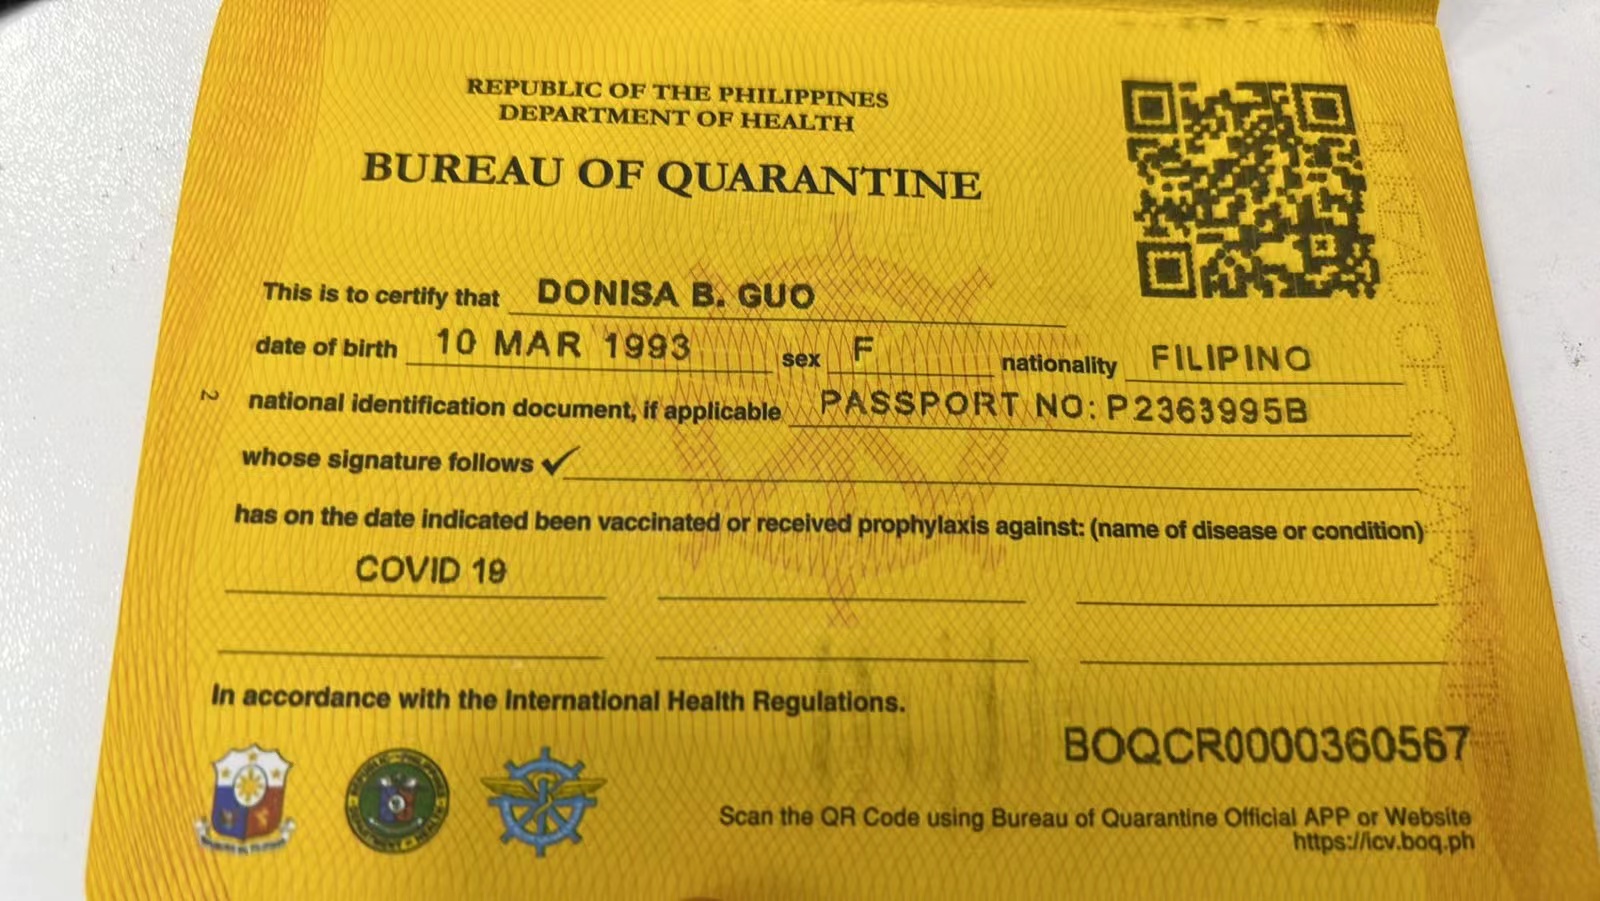 REPUBLIC OF THE PHILIPPINES
DEPARTMENT OF HEALTH
BUREAU OF QUARANTINE
This is to certify that DONISA B. GUO
date of birth 10 MAR 1993 sex F nationality FILIPINO
national identification document, if applicable PASSPORT NO: P2363995B
2
whose signature follows ✓
has on the date indicated been vaccinated or received prophylaxis against: (name of disease or condition)
COVID 19
In accordance with the International Health Regulations.
BOQCR0000360567
Scan the QR Code using Bureau of Quarantine Official APP or Website
https://icv.boq.ph
BUREAU OF QUARANTINE